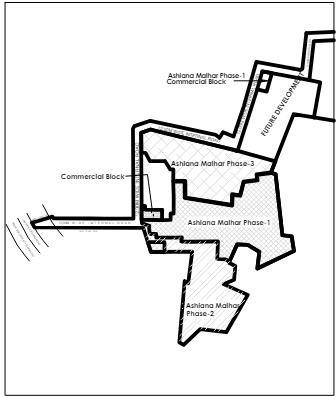 Ashiana Malhar Phase-1
Commercial Block
FUTURE DEVELOPMENT
Ashiana Malhar Phase-3
Commercial Block
Ashiana Malhar Phase-1
Ashiana Malhar
Phase-2